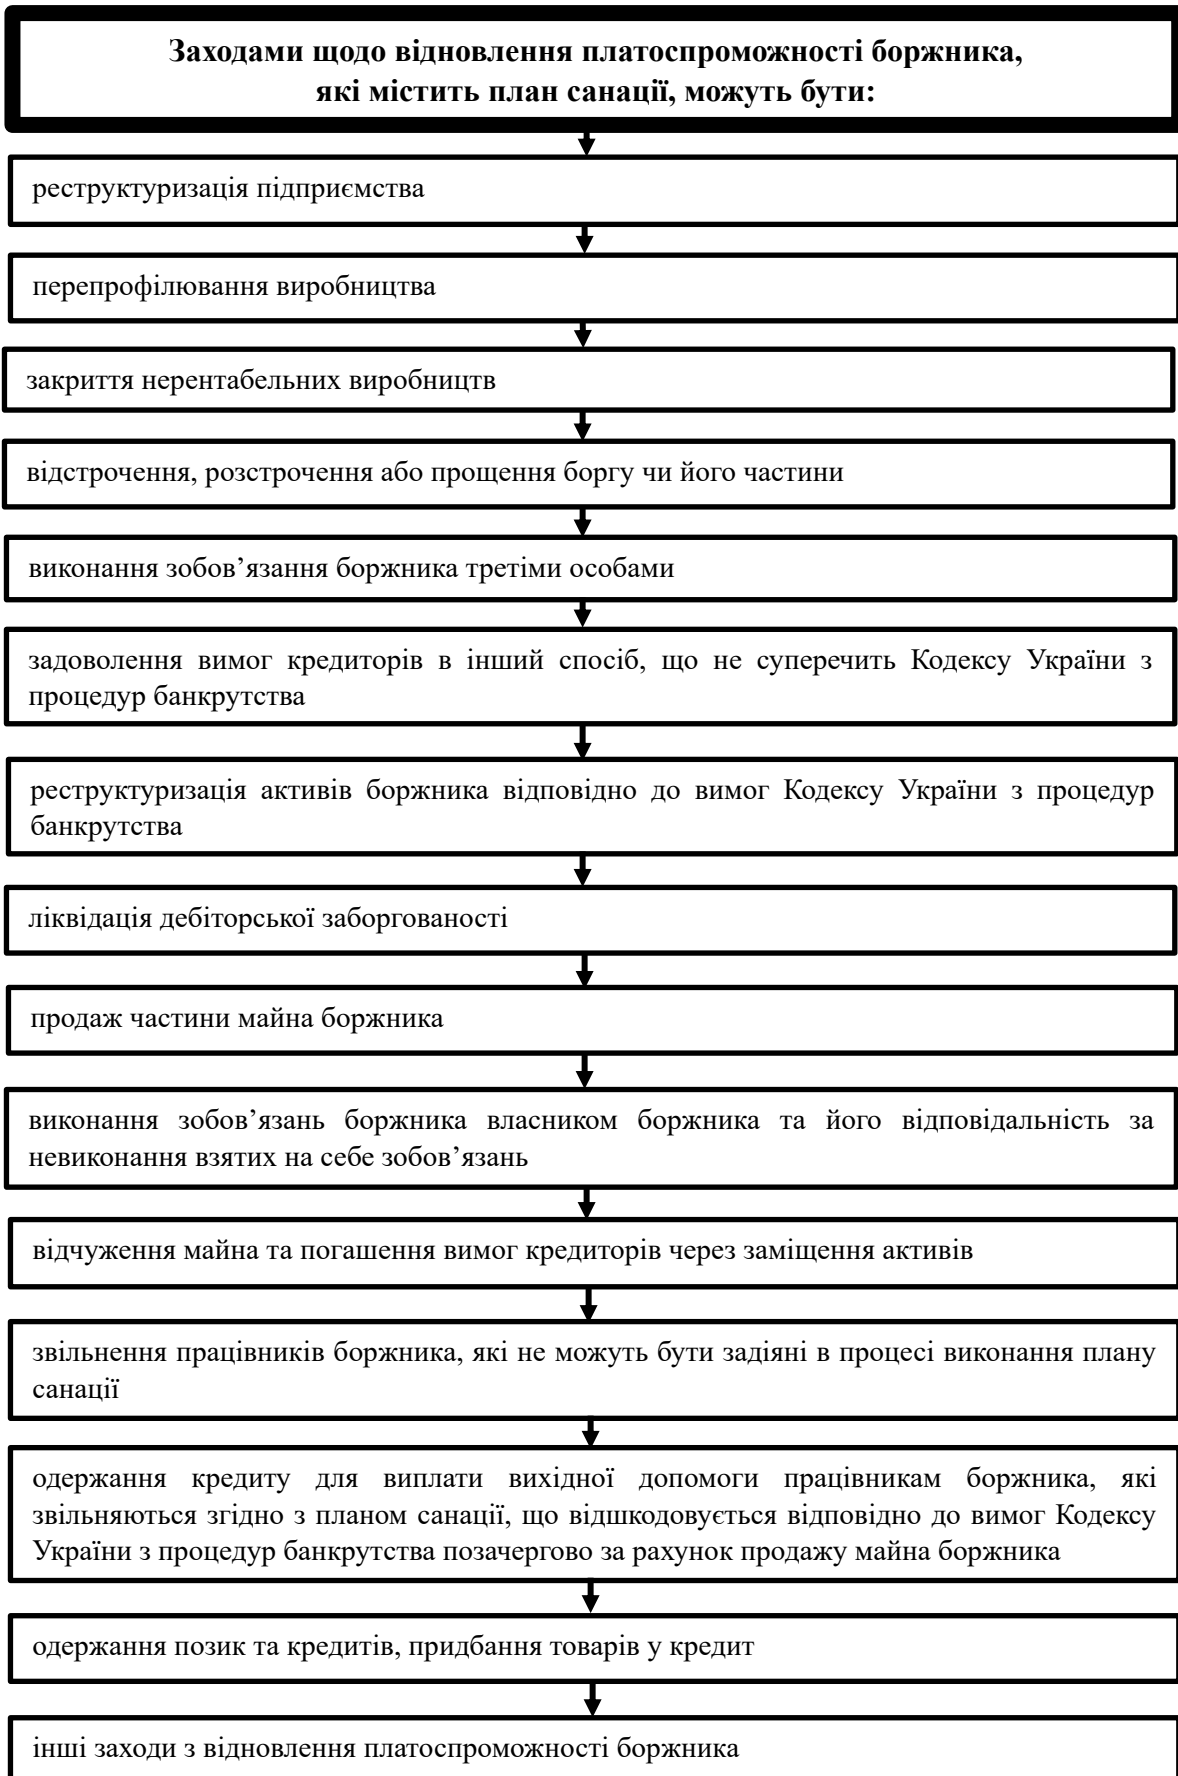 Заходами щодо відновлення платоспроможності боржника,
які містить план санації, можуть бути:
реструктуризація підприємства
перепрофілювання виробництва
закриття нерентабельних виробництв
відстрочення, розстрочення або прощення боргу чи його частини
виконання зобов’язання боржника третіми особами
задоволення вимог кредиторів в інший спосіб, що не суперечить Кодексу України з
процедур банкрутства
реструктуризація активів боржника відповідно до вимог Кодексу України з процедур
банкрутства
ліквідація дебіторської заборгованості
продаж частини майна боржника
виконання зобов’язань боржника власником боржника та його відповідальність за
невиконання взятих на себе зобов’язань
відчуження майна та погашення вимог кредиторів через заміщення активів
звільнення працівників боржника, які не можуть бути задіяні в процесі виконання плану
санації
одержання кредиту для виплати вихідної допомоги працівникам боржника, які
звільняються згідно з планом санації, що відшкодовується відповідно до вимог Кодексу
України з процедур банкрутства позачергово за рахунок продажу майна боржника
одержання позик та кредитів, придбання товарів у кредит
інші заходи з відновлення платоспроможності боржника